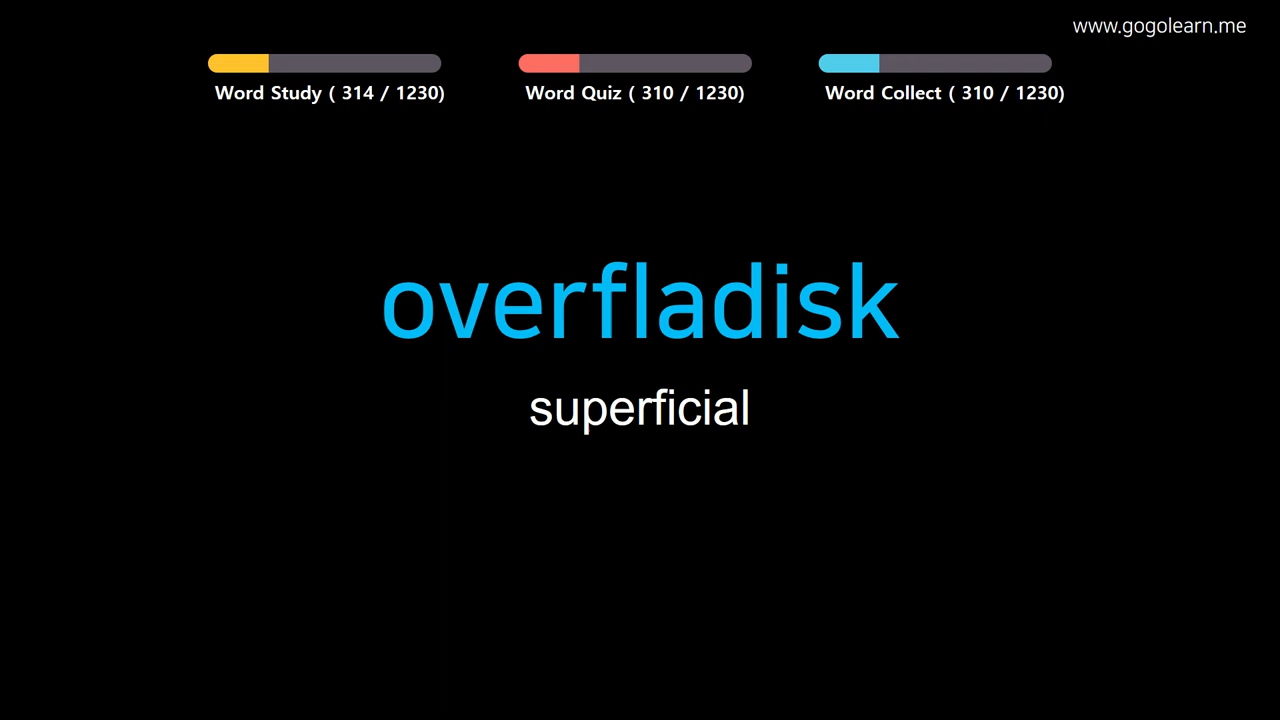 www.gogolearn.me
Word Study ( 314 / 1230)
Word Quiz ( 310 / 1230)
Word Collect ( 310 / 1230)
overfladisk
superficial